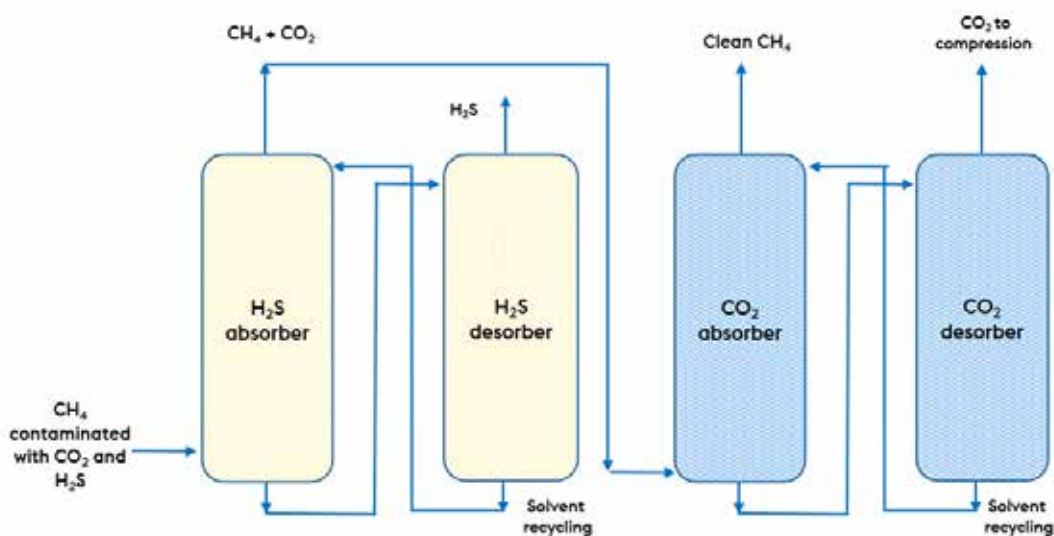 CH₄ + CO₂
H₂S
Clean CH₄
CO₂ to
compression
H₂S
absorber
H₂S
desorber
CO₂
absorber
CO₂
desorber
CH₄
contaminated
with CO₂ and
H₂S
Solvent
recycling
Solvent
recycling